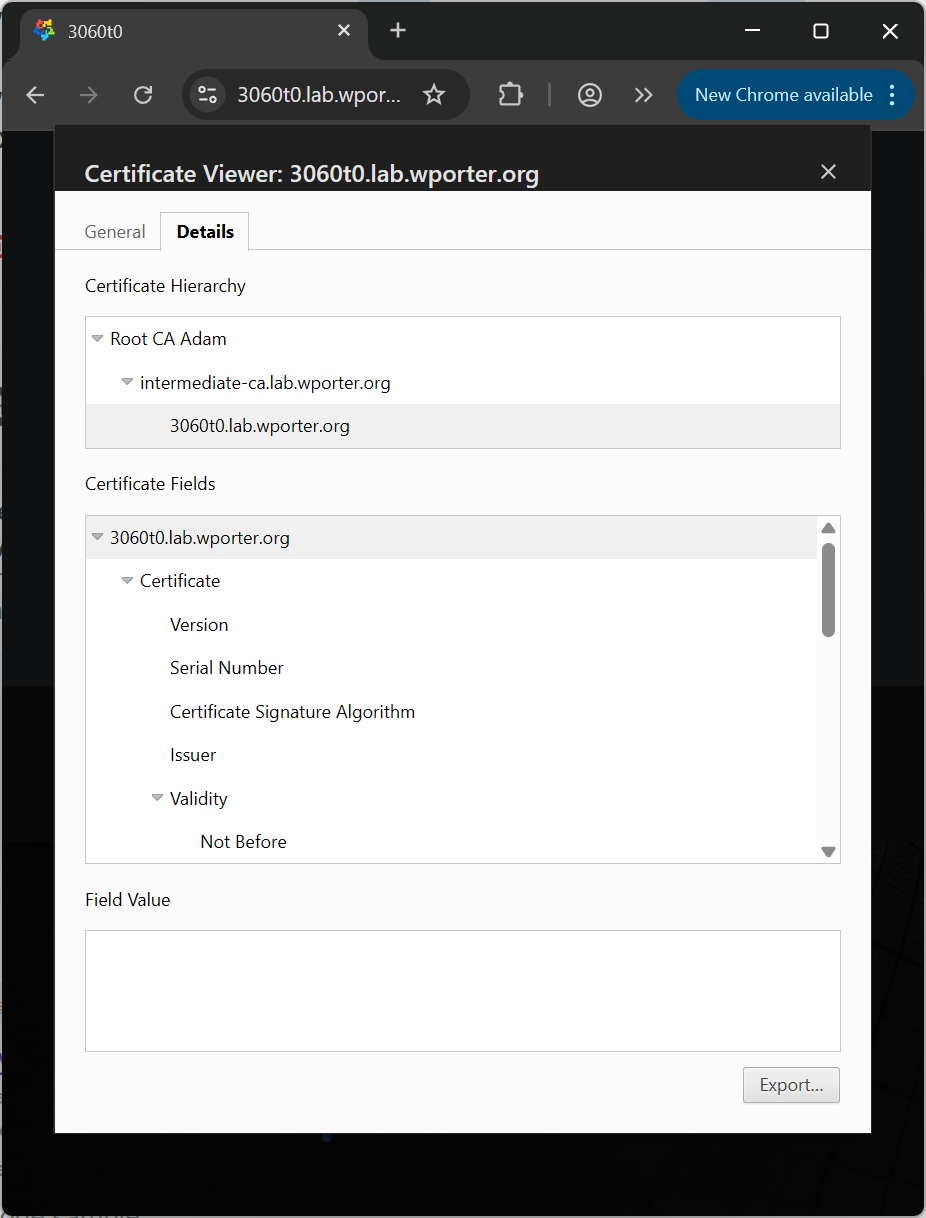 3060t0
3060t0.lab.wpor...
New Chrome available
Certificate Viewer: 3060t0.lab.wporter.org
General
Details
Certificate Hierarchy
Root CA Adam
intermediate-ca.lab.wporter.org
3060t0.lab.wporter.org
Certificate Fields
3060t0.lab.wporter.org
Certificate
Version
Serial Number
Certificate Signature Algorithm
Issuer
Validity
Not Before
Field Value
Export...